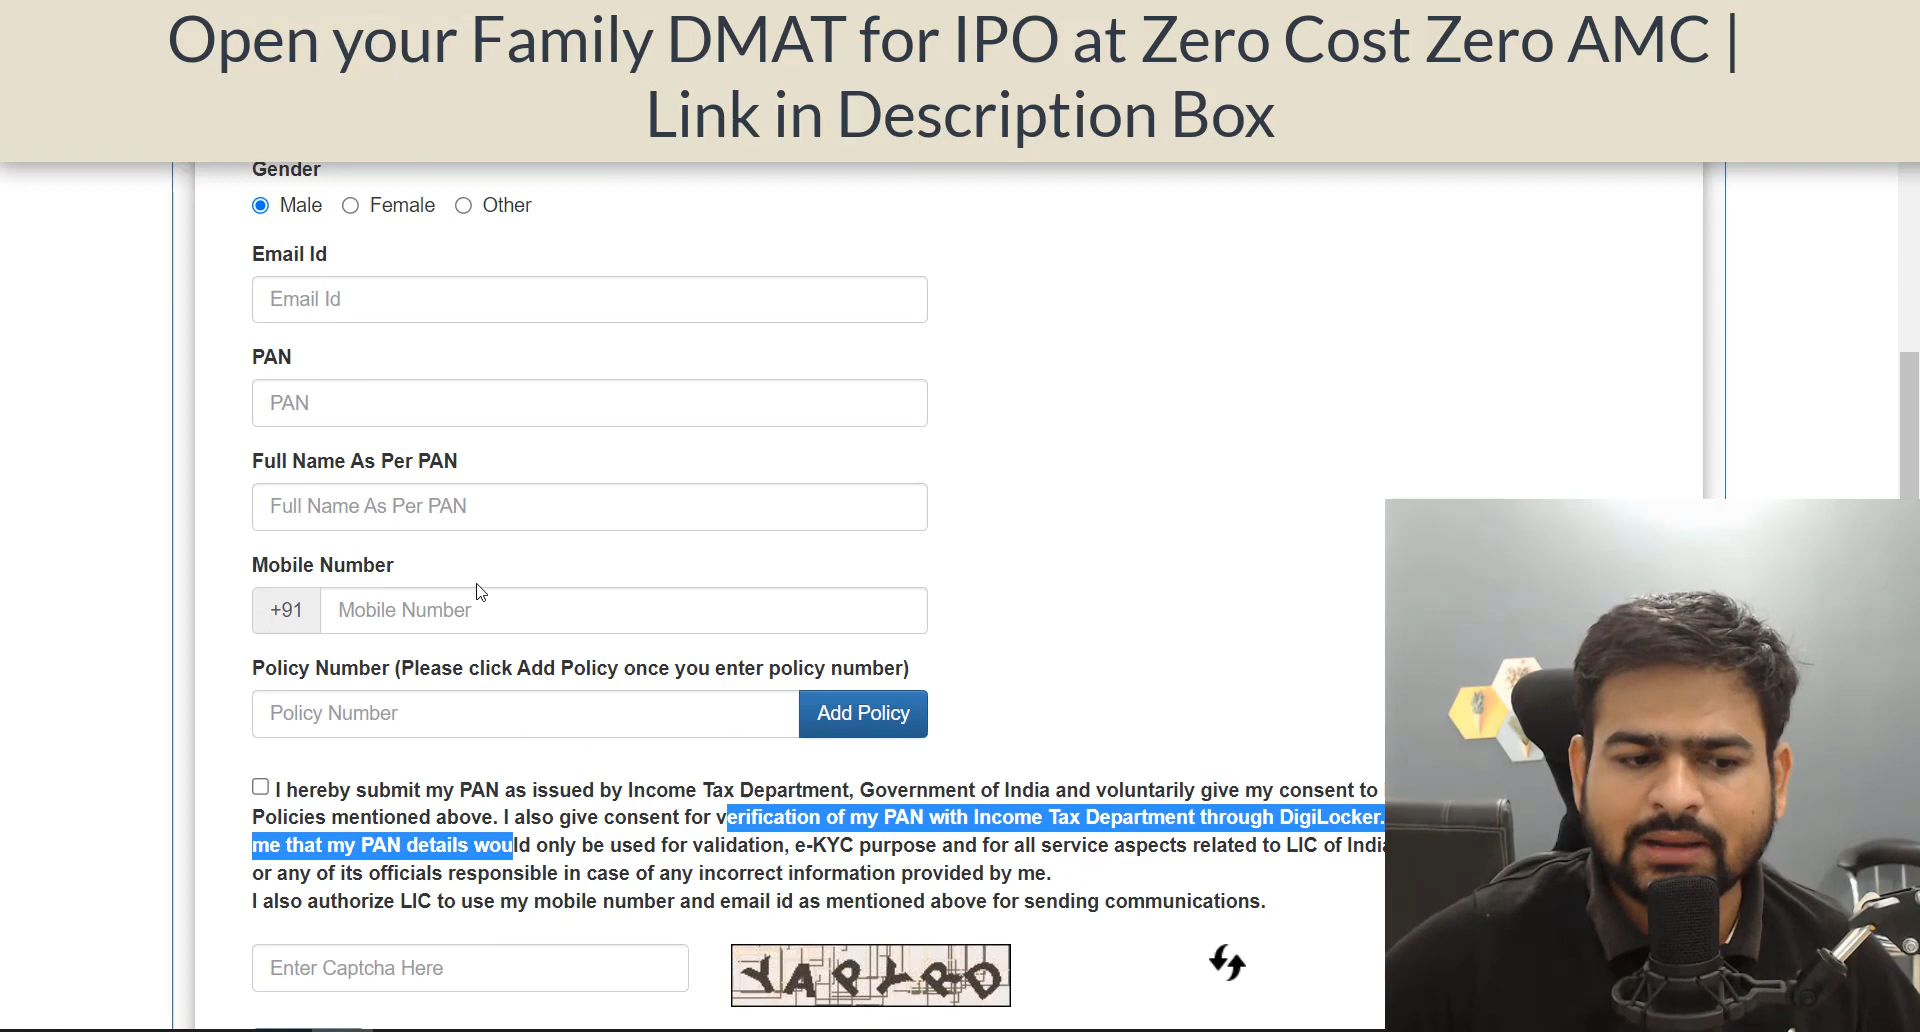 Open your Family DMAT for IPO at Zero Cost Zero AMC |
Link in Description Box
Gender
Male Female Other
Email Id
Email Id
PAN
PAN
Full Name As Per PAN
Full Name As Per PAN
Mobile Number
+91 Mobile Number
Policy Number (Please click Add Policy once you enter policy number)
Policy Number Add Policy
I hereby submit my PAN as issued by Income Tax Department, Government of India and voluntarily give my consent to
Policies mentioned above. I also give consent for verification of my PAN with Income Tax Department through DigiLocker.
me that my PAN details would only be used for validation, e-KYC purpose and for all service aspects related to LIC of India
or any of its officials responsible in case of any incorrect information provided by me.
I also authorize LIC to use my mobile number and email id as mentioned above for sending communications.
Enter Captcha Here YAPYRD